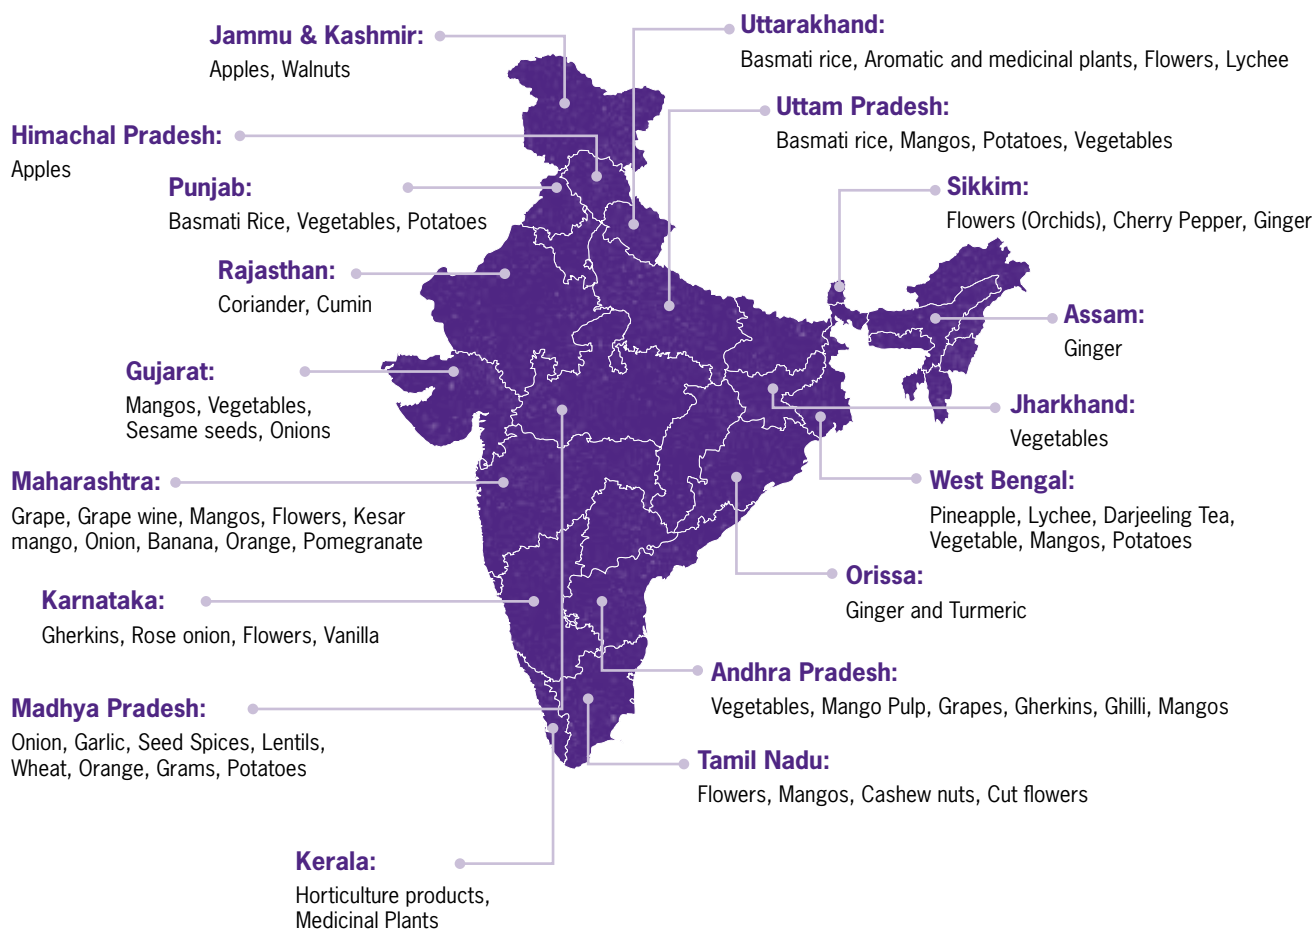 Jammu & Kashmir:
Apples, Walnuts
Uttarakhand:
Basmati rice, Aromatic and medicinal plants, Flowers, Lychee
Himachal Pradesh:
Apples
Uttam Pradesh:
Basmati rice, Mangos, Potatoes, Vegetables
Punjab:
Basmati Rice, Vegetables, Potatoes
Sikkim:
Flowers (Orchids), Cherry Pepper, Ginger
Rajasthan:
Coriander, Cumin
Assam:
Ginger
Gujarat:
Mangos, Vegetables,
Sesame seeds, Onions
Jharkhand:
Vegetables
Maharashtra:
Grape, Grape wine, Mangos, Flowers, Kesar
mango, Onion, Banana, Orange, Pomegranate
West Bengal:
Pineapple, Lychee, Darjeeling Tea,
Vegetable, Mangos, Potatoes
Orissa:
Ginger and Turmeric
Karnataka:
Gherkins, Rose onion, Flowers, Vanilla
Andhra Pradesh:
Vegetables, Mango Pulp, Grapes, Gherkins, Ghilli, Mangos
Madhya Pradesh:
Onion, Garlic, Seed Spices, Lentils,
Wheat, Orange, Grams, Potatoes
Tamil Nadu:
Flowers, Mangos, Cashew nuts, Cut flowers
Kerala:
Horticulture products,
Medicinal Plants